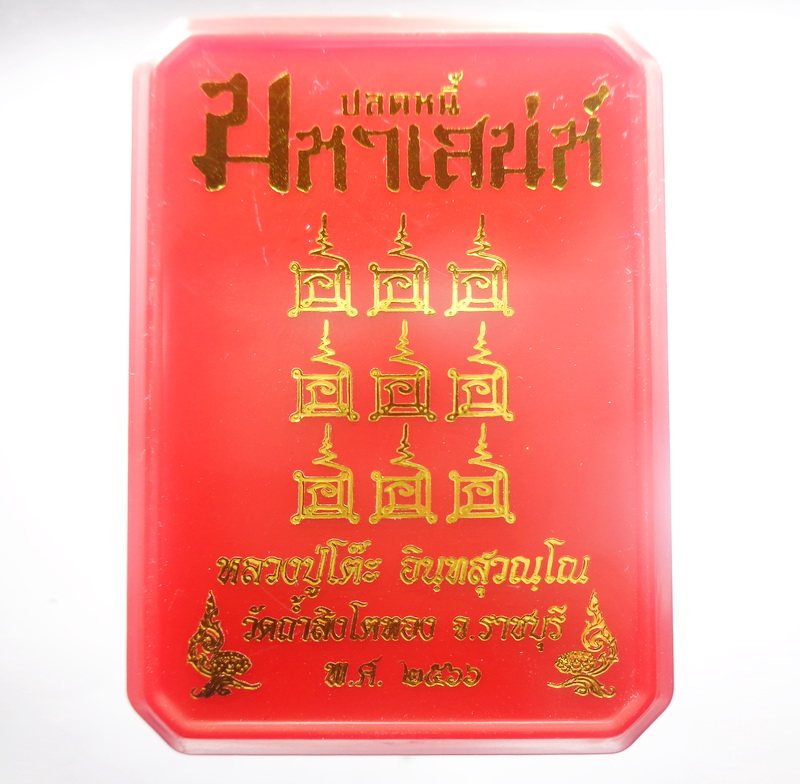 ปลดหนี้
มหาเสน่ห์
หลวงปู่โต๊ะ อินฺทสุวณฺโณ
วัดถ้ำสิงโตทอง จ.ราชบุรี
พ.ศ. ๒๕๖๖